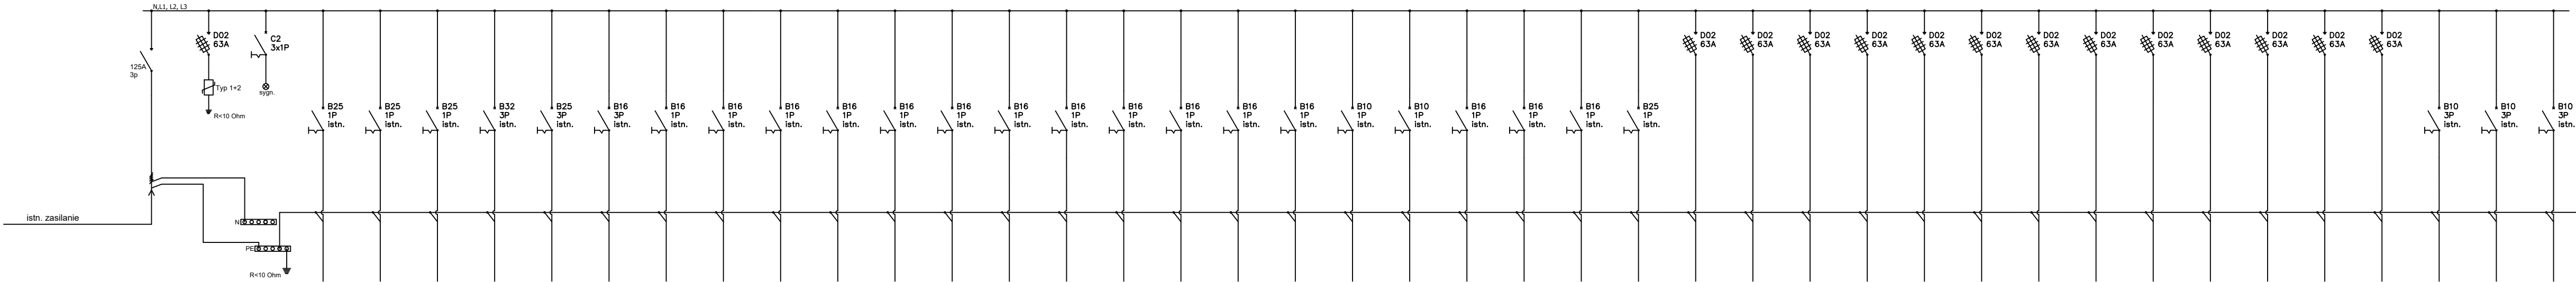 N,L1, L2, L3
125A
3p
D02
63A
Typ 1+2
R<10 Ohm
C2
3x1P
sygn.
B25
1P
istn.
B25
1P
istn.
B25
1P
istn.
B32
3P
istn.
B25
3P
istn.
B16
3P
istn.
B16
1P
istn.
B16
1P
istn.
B16
1P
istn.
B16
1P
istn.
B16
1P
istn.
B16
1P
istn.
B16
1P
istn.
B16
1P
istn.
B16
1P
istn.
B16
1P
istn.
B16
1P
istn.
B16
1P
istn.
B10
1P
istn.
B10
1P
istn.
B16
1P
istn.
B16
1P
istn.
B16
1P
istn.
B25
1P
istn.
D02
63A
D02
63A
D02
63A
D02
63A
D02
63A
D02
63A
D02
63A
D02
63A
D02
63A
D02
63A
D02
63A
D02
63A
D02
63A
B10
3P
istn.
B10
3P
istn.
B10
3P
istn.
istn. zasilanie
N
PE
R<10 Ohm